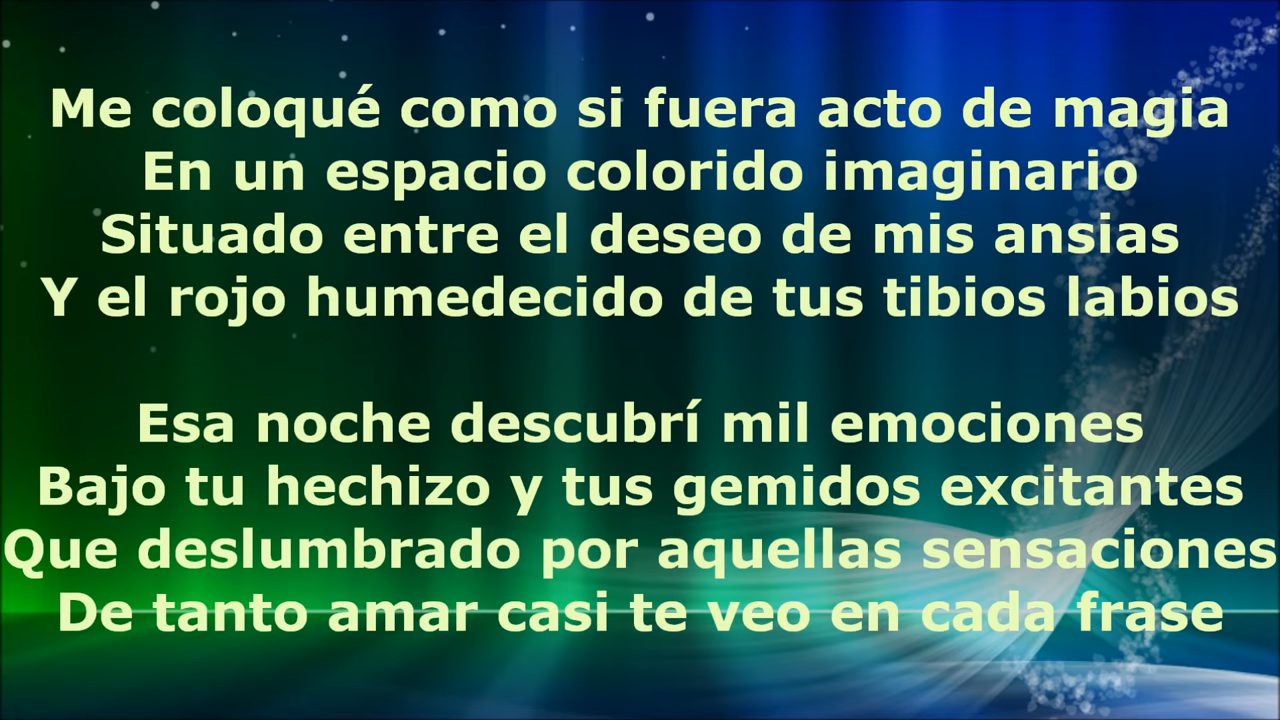 Me coloqué como si fuera acto de magia
En un espacio colorido imaginario
Situado entre el deseo de mis ansias
Y el rojo humedecido de tus tibios labios
Esa noche descubrí mil emociones
Bajo tu hechizo y tus gemidos excitantes
Que deslumbrado por aquellas sensaciones
De tanto amar casi te veo en cada frase